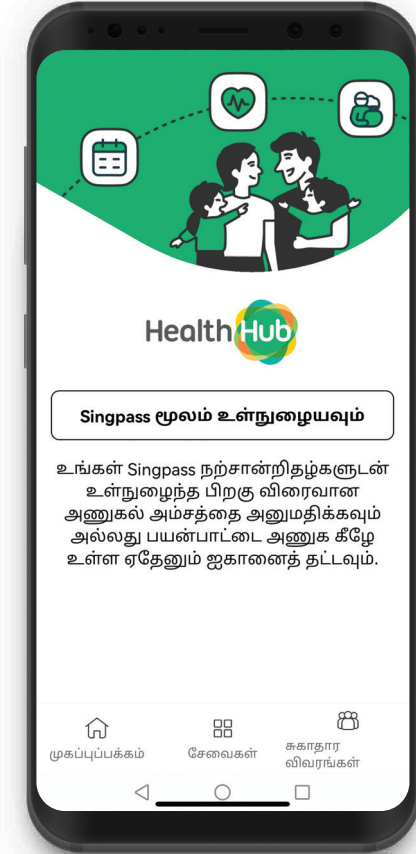 HealthHub
Singpass மூலம் உள்நுழையவும்
உங்கள் Singpass நற்சான்றிதழ்களுடன்
உள்நுழைந்த பிறகு விரைவான
அணுகல் அம்சத்தை அனுமதிக்கவும்
அல்லது பயன்பாட்டை அணுக கீழே
உள்ள ஏதேனும் ஐகானைத் தட்டவும்.
முகப்புப்பக்கம்
சேவைகள்
சுகாதார
விவரங்கள்